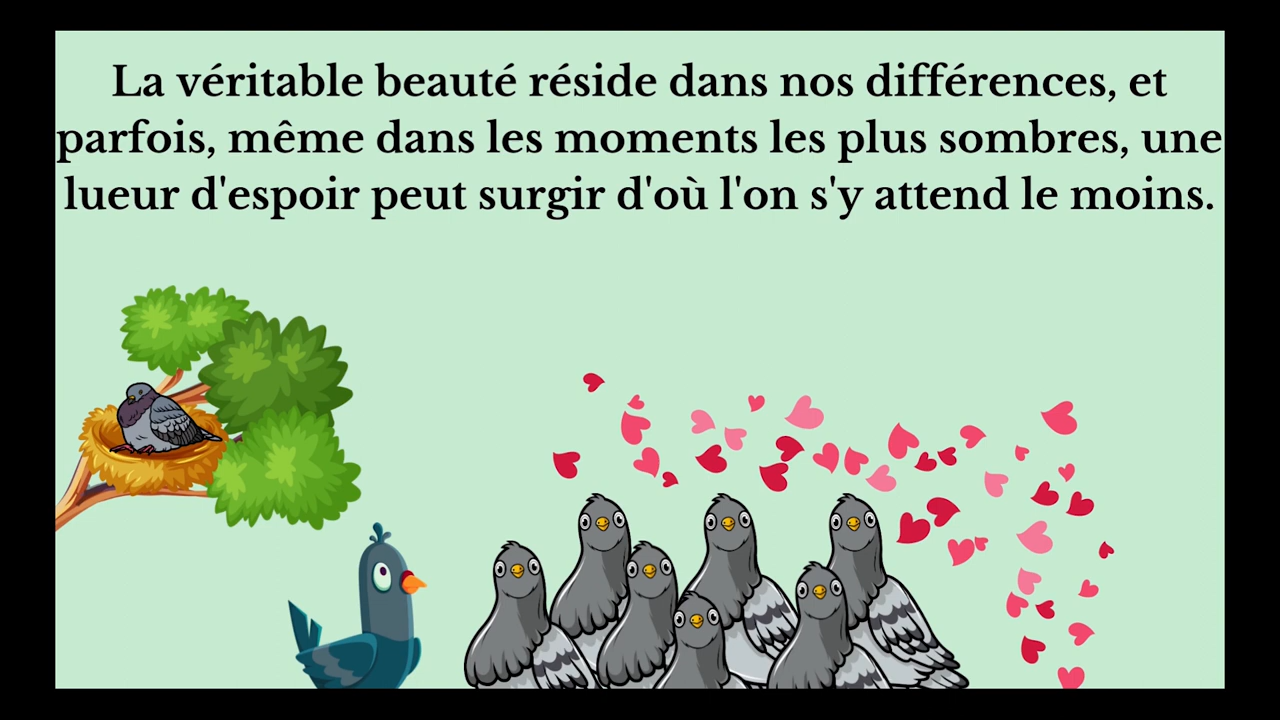 La véritable beauté réside dans nos différences, et
parfois, même dans les moments les plus sombres, une
lueur d'espoir peut surgir d'où l'on s'y attend le moins.